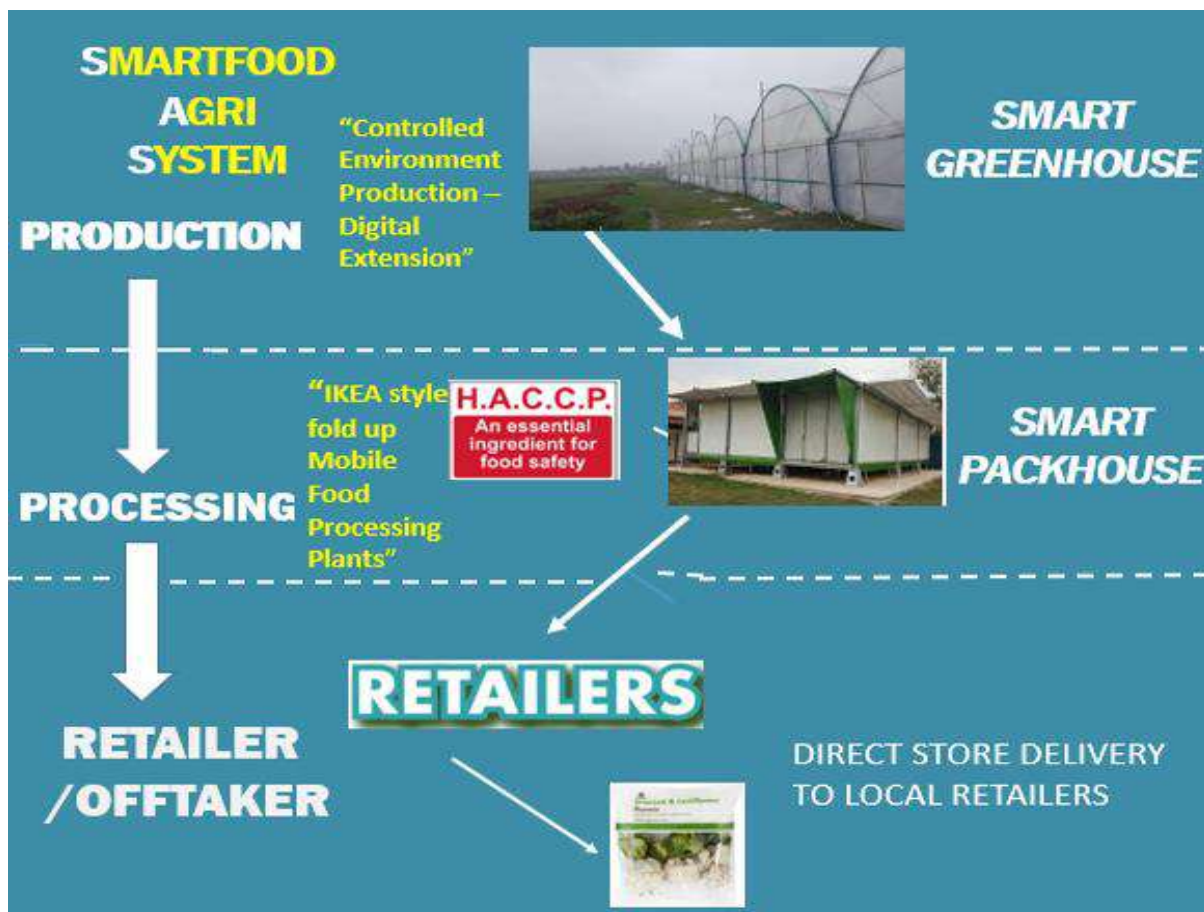 SMARTFOOD
AGRI
SYSTEM
PRODUCTION
“Controlled
Environment
Production –
Digital
Extension”
SMART
GREENHOUSE
PROCESSING
“IKEA style
fold up
Mobile
Food
Processing
Plants”
H.A.C.C.P.
An essential
ingredient for
food safety
SMART
PACKHOUSE
RETAILER
/OFFTAKER
RETAILERS
DIRECT STORE DELIVERY
TO LOCAL RETAILERS